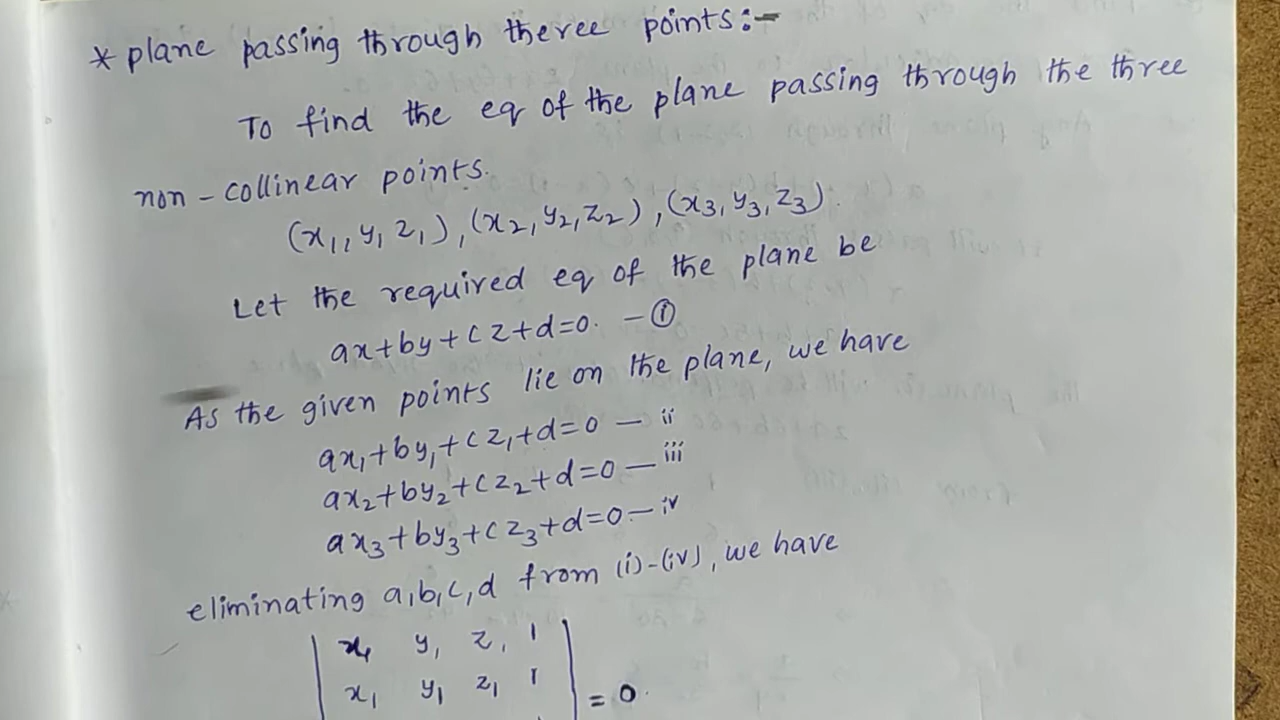 * plane passing through theree points:-
To find the eq of the plane passing through the three
non-collinear points.
(x₁, y₁ z₁), (x₂, y₂, z₂), (x₃, y₃, z₃).
Let the required eq of the plane be
ax+by+cz+d=0. - ①
As the given points lie on the plane, we have
ax₁+by₁+cz₁+d=0 - ii
ax₂+by₂+cz₂+d=0 - iii
ax₃+by₃+cz₃+d=0 - iv
eliminating a,b,c,d from (i)-(iv), we have
| x, y, z, 1 |
| x₁ y₁ z₁ 1 | = 0.